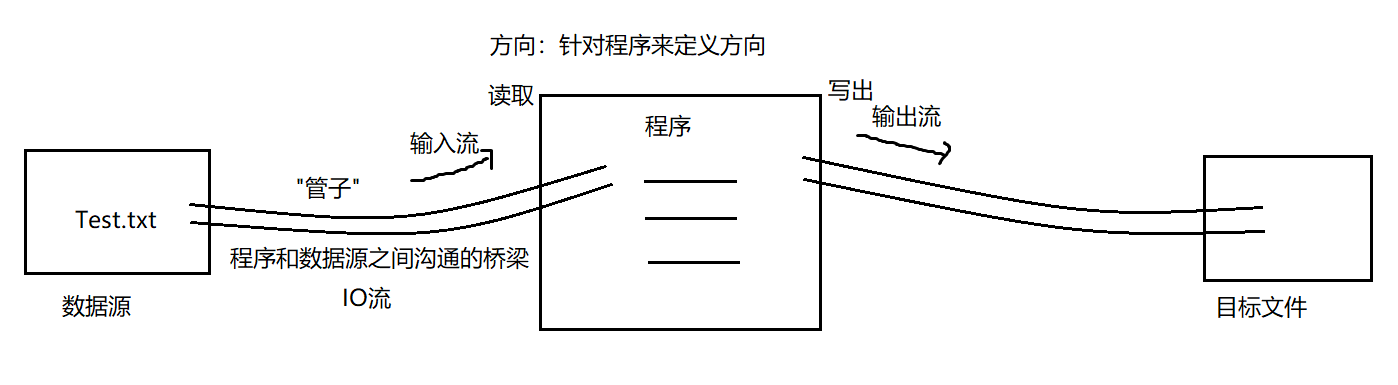 方向：针对程序来定义方向
读取
写出
程序
输入流
输出流
"管子"
Test.txt
程序和数据源之间沟通的桥梁
IO流
数据源
目标文件